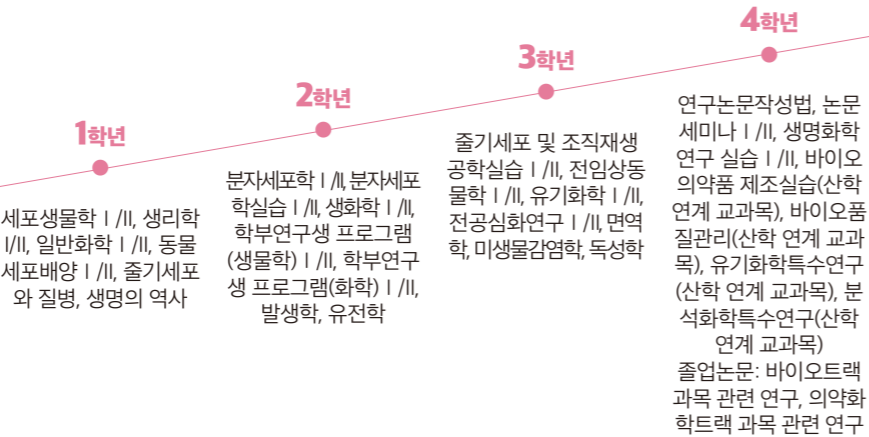 1학년
세포생물학 I /II, 생리학
I/II, 일반화학 I /II, 동물
세포배양 I /II, 줄기세포
와 질병, 생명의 역사
2학년
분자세포학 I /II, 분자세포
학실습 I /II, 생화학 I /II,
학부연구생 프로그램
(생물학) I /II, 학부연구
생 프로그램(화학) I /II,
발생학, 유전학
3학년
줄기세포 및 조직재생
공학실습 I /II, 전임상동
물학 I /II, 유기화학 I /II,
전공심화연구 I /II, 면역
학, 미생물감염학, 독성학
4학년
연구논문작성법, 논문
세미나 I /II, 생명화학
연구 실습 I /II, 바이오
의약품 제조실습(산학
연계 교과목), 바이오품
질관리(산학 연계 교과
목), 유기화학특수연구
(산학 연계 교과목), 분
석화학특수연구(산학
연계 교과목)
졸업논문: 바이오트랙
과목 관련 연구, 의약화
학트랙 과목 관련 연구